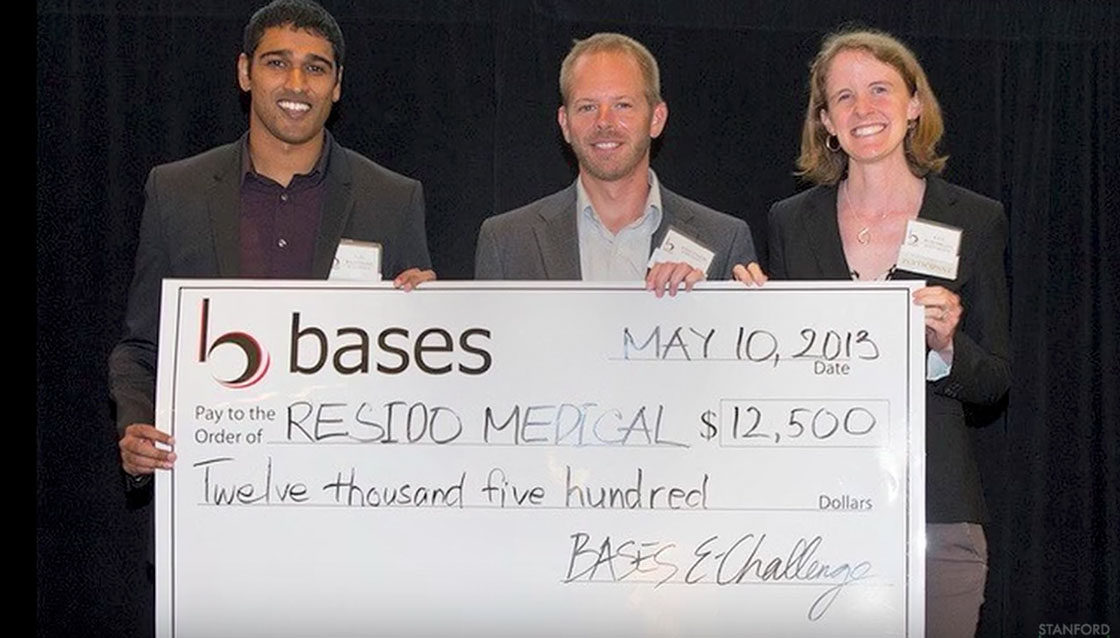 bases
MAY 10, 2013
Date
Pay to the
Order of
RESIDO MEDICAL $ 12,500
Twelve thousand five hundred Dollars
BASES E-Challenge
PARTICIPANT
STANFORD